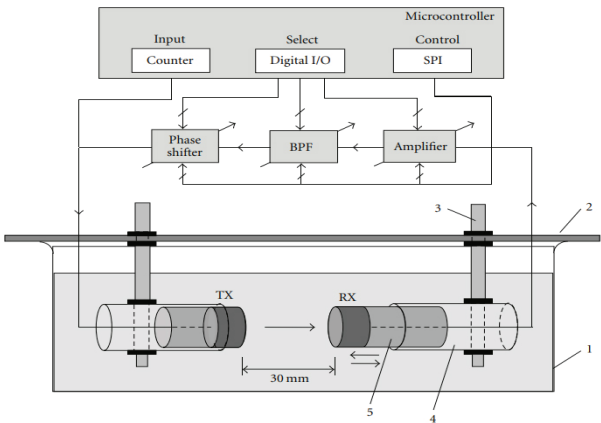 Microcontroller
Input
Select
Control
Counter
Digital I/O
SPI
Phase
shifter
BPF
Amplifier
3
2
TX
RX
30 mm
1
5
4